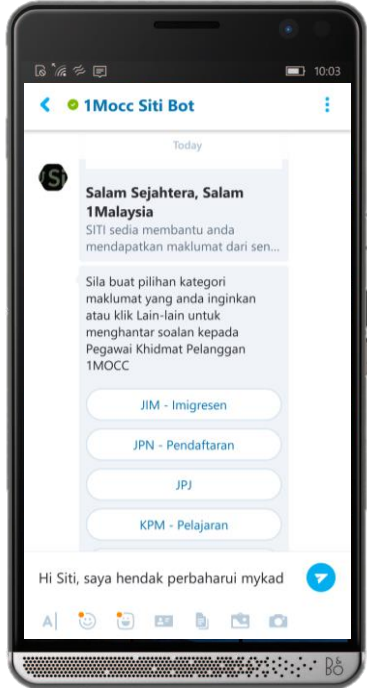 10:03
1Mocc Siti Bot
Today
Si
Salam Sejahtera, Salam
1Malaysia
SITI sedia membantu anda
mendapatkan maklumat dari sen...
Sila buat pilihan kategori
maklumat yang anda inginkan
atau klik Lain-lain untuk
menghantar soalan kepada
Pegawai Khidmat Pelanggan
1MOCC
JIM - Imigresen
JPN - Pendaftaran
JPJ
KPM - Pelajaran
Hi Siti, saya hendak perbaharui mykad
A
B&O